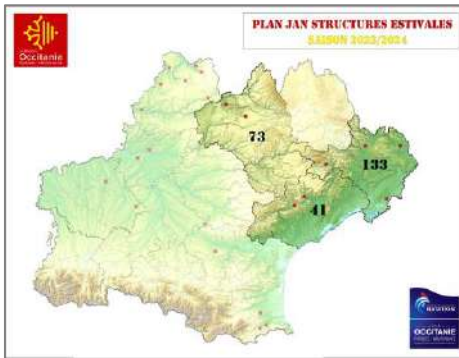 PLAN JAN STRUCTURES ESTIVALES
SAISON 2023/2024
Occitanie
73
133
41
OCCITANIE